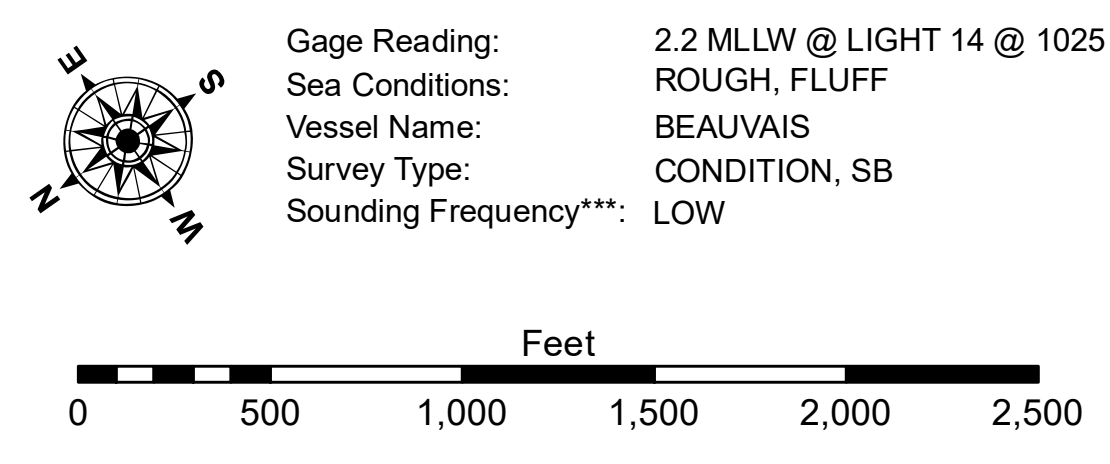 E
S
N
W
Gage Reading: 2.2 MLLW @ LIGHT 14 @ 1025
Sea Conditions: ROUGH, FLUFF
Vessel Name: BEAUVAIS
Survey Type: CONDITION, SB
Sounding Frequency***: LOW
Feet
0 500 1,000 1,500 2,000 2,500